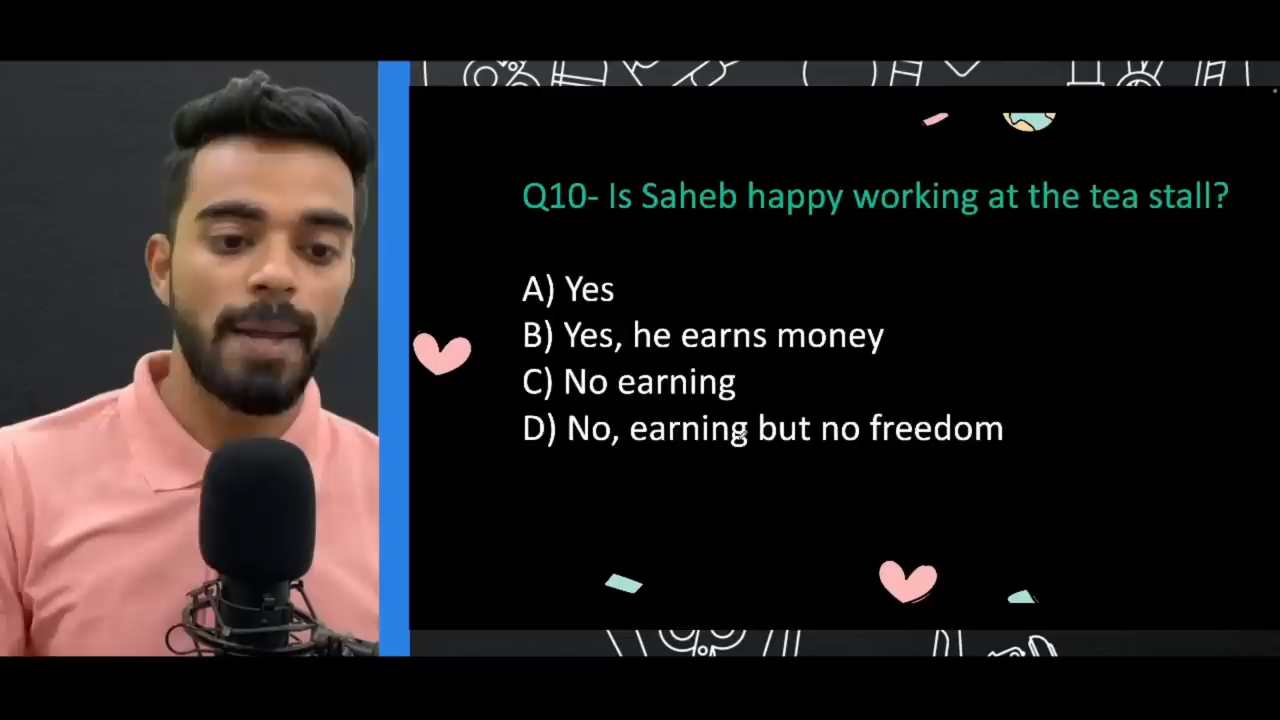 Q10- Is Saheb happy working at the tea stall?
A) Yes
B) Yes, he earns money
C) No earning
D) No, earning but no freedom